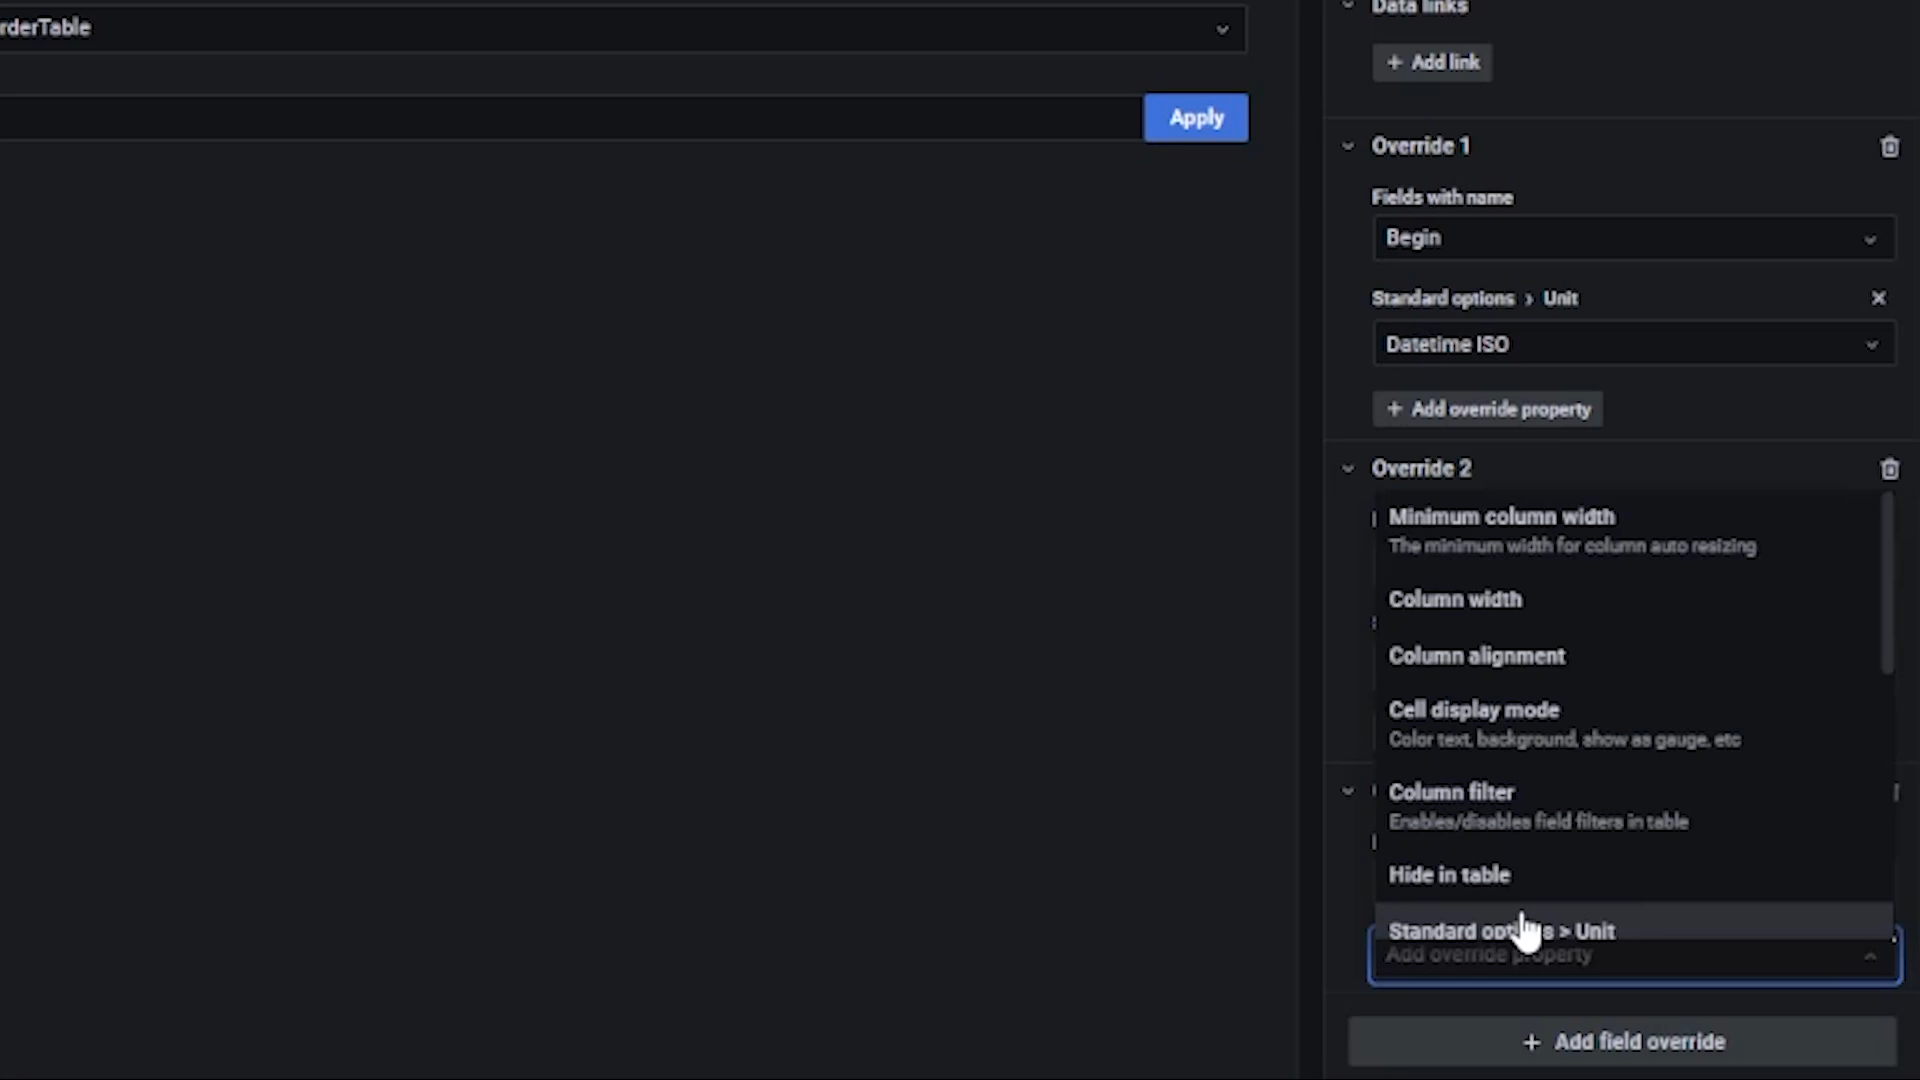 rderTable
Apply
Data links
+ Add link
Override 1
Fields with name
Begin
Standard options › Unit
Datetime ISO
+ Add override property
Override 2
Minimum column width
The minimum width for column auto resizing
Column width
Column alignment
Cell display mode
Color text, background, show as gauge, etc
Column filter
Enables/disables field filters in table
Hide in table
Standard options > Unit
Add override property
+ Add field override